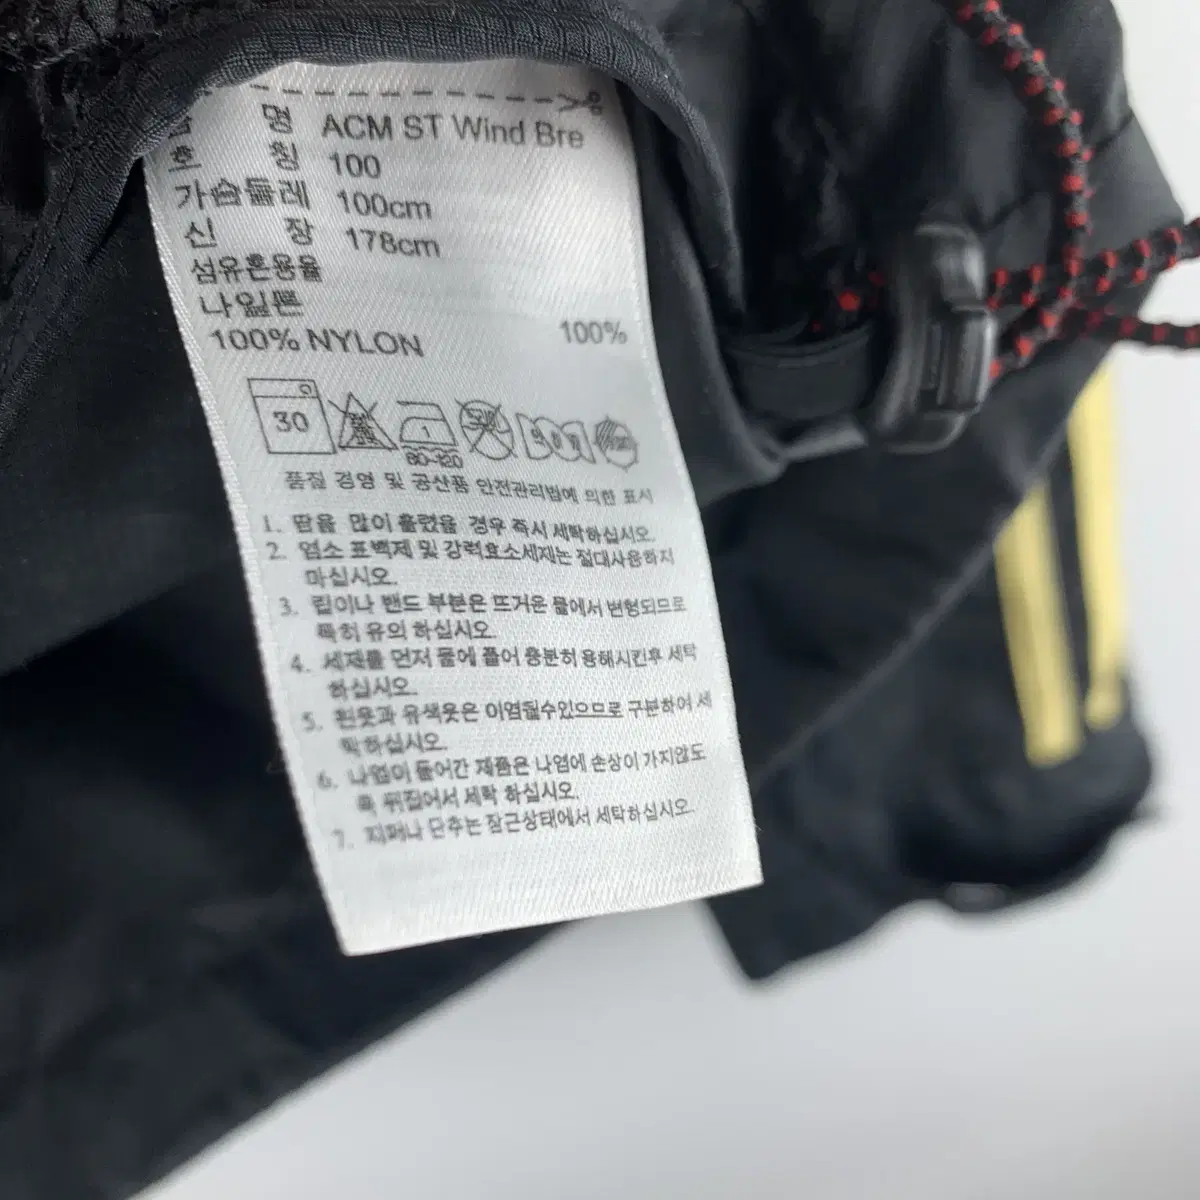 명 ACM ST Wind Bre
호 칭 100
가슴둘레 100cm
신 장 178cm
섬유혼용율
나일론
100% NYLON 100%
30
80-120
품질 경영 및 공산품 안전관리법에 의한 표시
1. 땀을 많이 흘렸을 경우 즉시 세탁하십시오.
2. 염소 표백제 및 강력효소세제는 절대사용하지
마십시오.
3. 립이나 밴드 부분은 뜨거운 물에서 변형되므로
특히 유의 하십시오.
4. 세제를 먼저 물에 풀어 충분히 용해시킨후 세탁
하십시오.
5. 흰옷과 유색옷은 이염될수있으므로 구분하여 세
탁하십시오.
6. 나염이 들어간 제품은 나염에 손상이 가지않도
록 뒤집어서 세탁 하십시오.
7. 지퍼나 단추는 잠근상태에서 세탁하십시오.